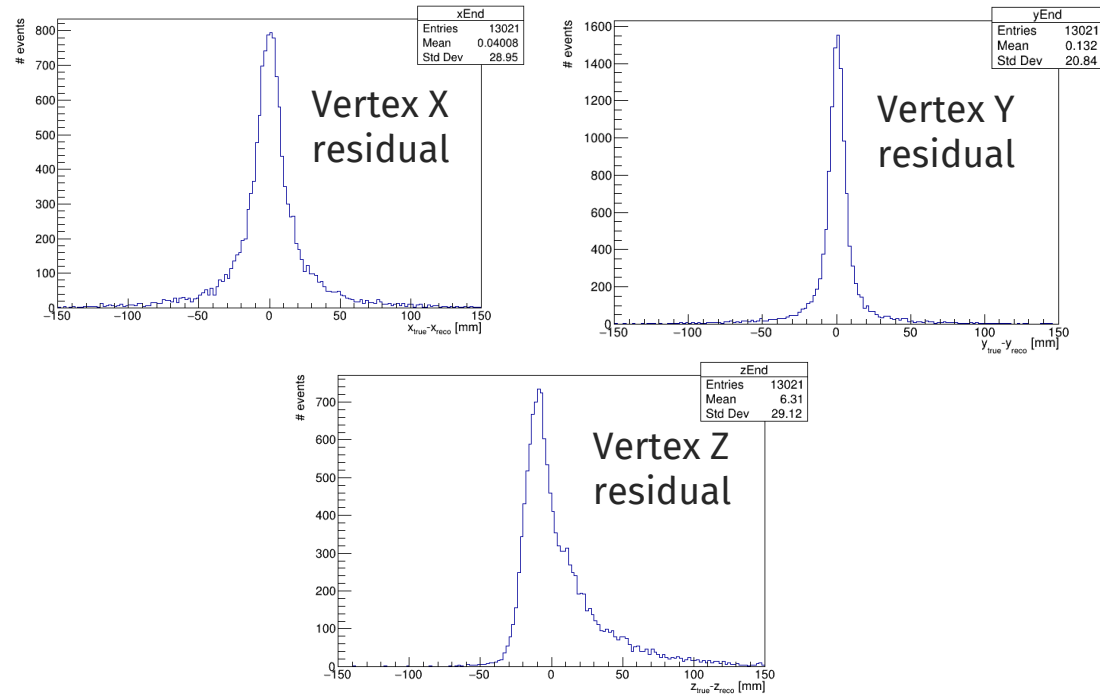 xEnd
Entries 13021
Mean 0.04008
Std Dev 28.95
# events
800
700
600
500
400
300
200
100
0
Vertex X
residual
−150 −100 −50 0 50 100 150
x_true-x_reco [mm]
yEnd
Entries 13021
Mean 0.132
Std Dev 20.84
# events
1600
1400
1200
1000
800
600
400
200
0
Vertex Y
residual
−150 −100 −50 0 50 100 150
y_true-y_reco [mm]
zEnd
Entries 13021
Mean 6.31
Std Dev 29.12
# events
700
600
500
400
300
200
100
0
Vertex Z
residual
−150 −100 −50 0 50 100 150
z_true-z_reco [mm]